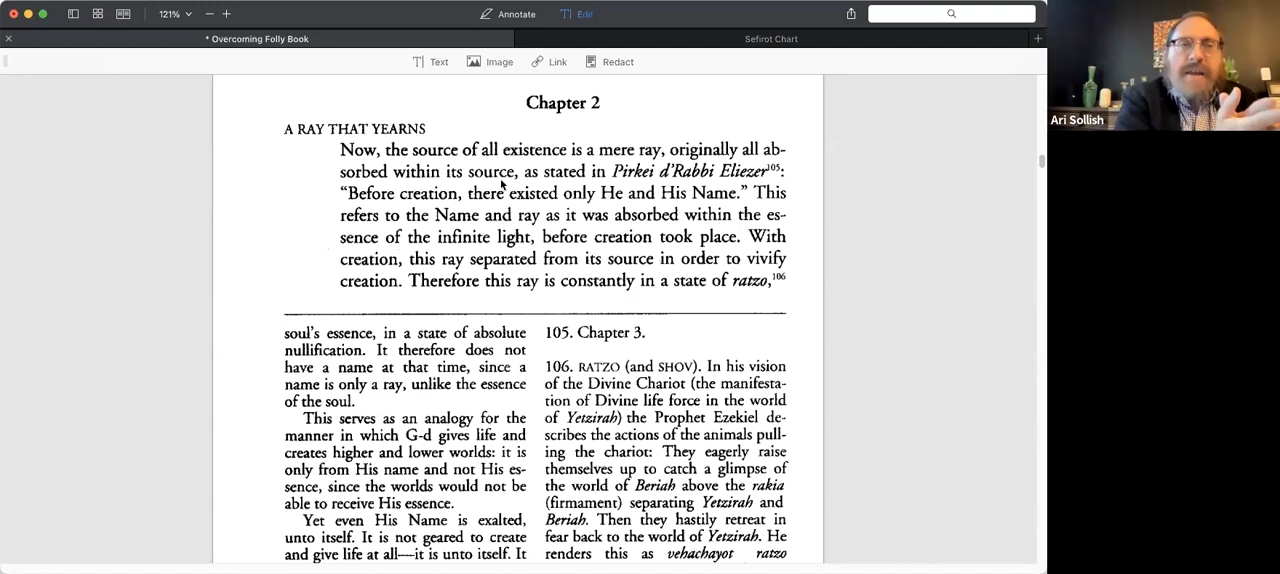 121%
Annotate
Edit
* Overcoming Folly Book
Sefirot Chart
Text
Image
Link
Redact
Ari Sollish
Chapter 2
A RAY THAT YEARNS
Now, the source of all existence is a mere ray, originally all ab-
sorbed within its source, as stated in Pirkei d'Rabbi Eliezer105:
“Before creation, there existed only He and His Name.” This
refers to the Name and ray as it was absorbed within the es-
sence of the infinite light, before creation took place. With
creation, this ray separated from its source in order to vivify
creation. Therefore this ray is constantly in a state of ratzo,106
soul's essence, in a state of absolute
nullification. It therefore does not
have a name at that time, since a
name is only a ray, unlike the essence
of the soul.
This serves as an analogy for the
manner in which G-d gives life and
creates higher and lower worlds: it is
only from His name and not His es-
sence, since the worlds would not be
able to receive His essence.
Yet even His Name is exalted,
unto itself. It is not geared to create
and give life at all—it is unto itself. It
105. Chapter 3.
106. RATZO (and SHOV). In his vision
of the Divine Chariot (the manifesta-
tion of Divine life force in the world
of Yetzirah) the Prophet Ezekiel de-
scribes the actions of the animals pull-
ing the chariot: They eagerly raise
themselves up to catch a glimpse of
the world of Beriah above the rakia
(firmament) separating Yetzirah and
Beriah. Then they hastily retreat in
fear back to the world of Yetzirah. He
renders this as vehachayot ratzo